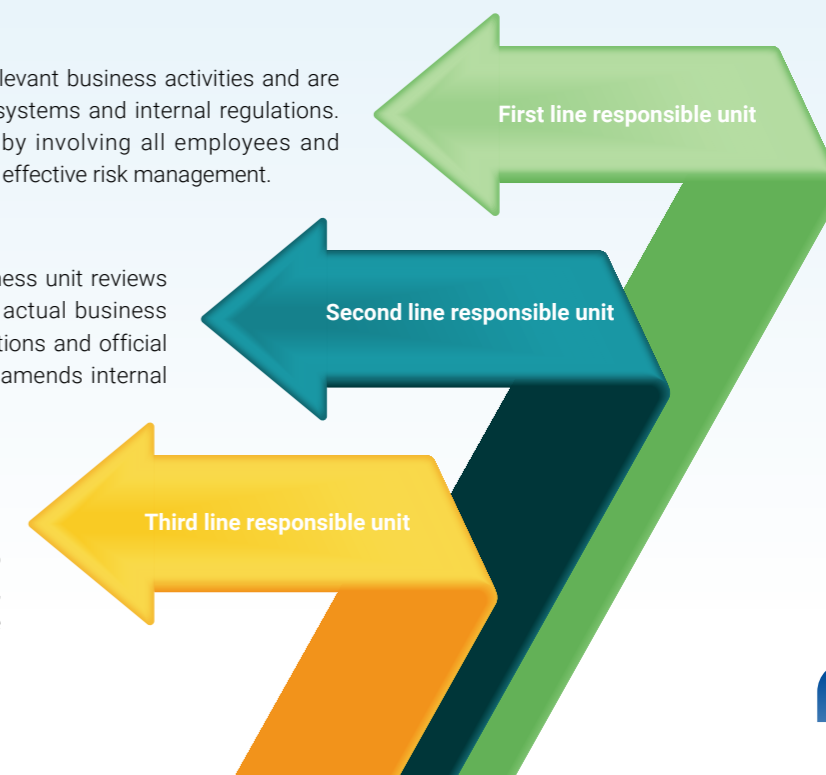 levant business activities and are
systems and internal regulations.
by involving all employees and
effective risk management.
First line responsible unit
ness unit reviews
actual business
tions and official
amends internal
Second line responsible unit
Third line responsible unit